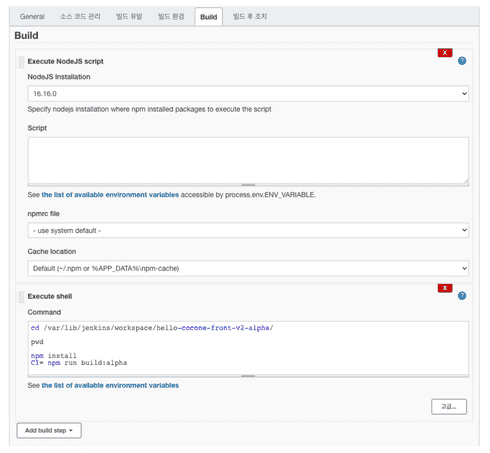 General 소스 코드 관리 빌드 유발 빌드 환경 Build 빌드 후 조치
Build
X
Execute NodeJS script
NodeJS Installation
16.16.0
Specify nodejs installation where npm installed packages to execute the script
Script
See the list of available environment variables accessible by process.env.ENV_VARIABLE.
npmrc file
- use system default -
Cache location
Default (~/.npm or %APP_DATA%\npm-cache)
X
Execute shell
Command
cd /var/lib/jenkins/workspace/hello-cocone-front-v2-alpha/
pwd
npm install
CI= npm run build:alpha
See the list of available environment variables
고급...
Add build step